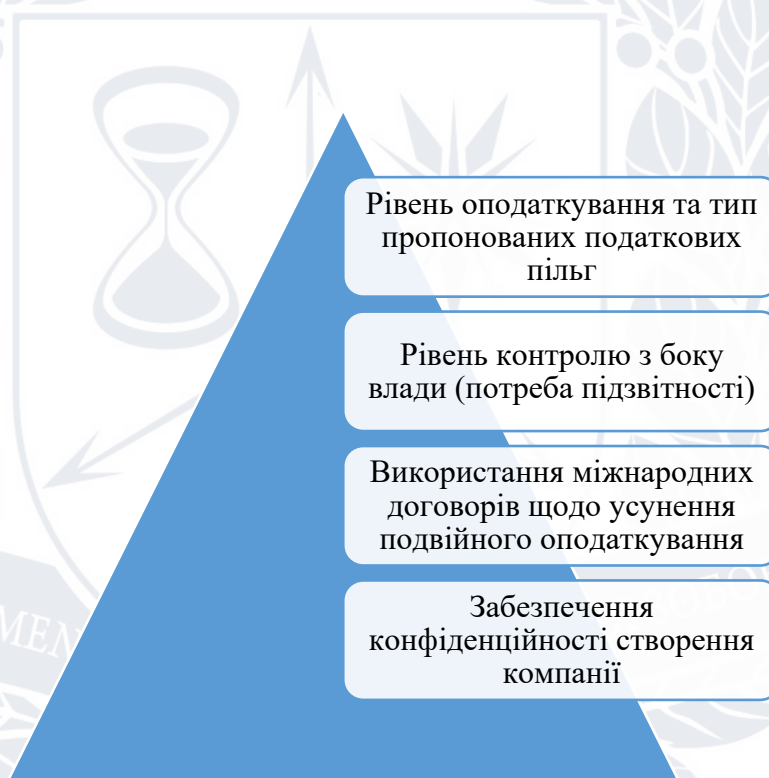 Рівень оподаткування та тип
пропонованих податкових
пільг
Рівень контролю з боку
влади (потреба підзвітності)
Використання міжнародних
договорів щодо усунення
подвійного оподаткування
Забезпечення
конфіденційності створення
компанії